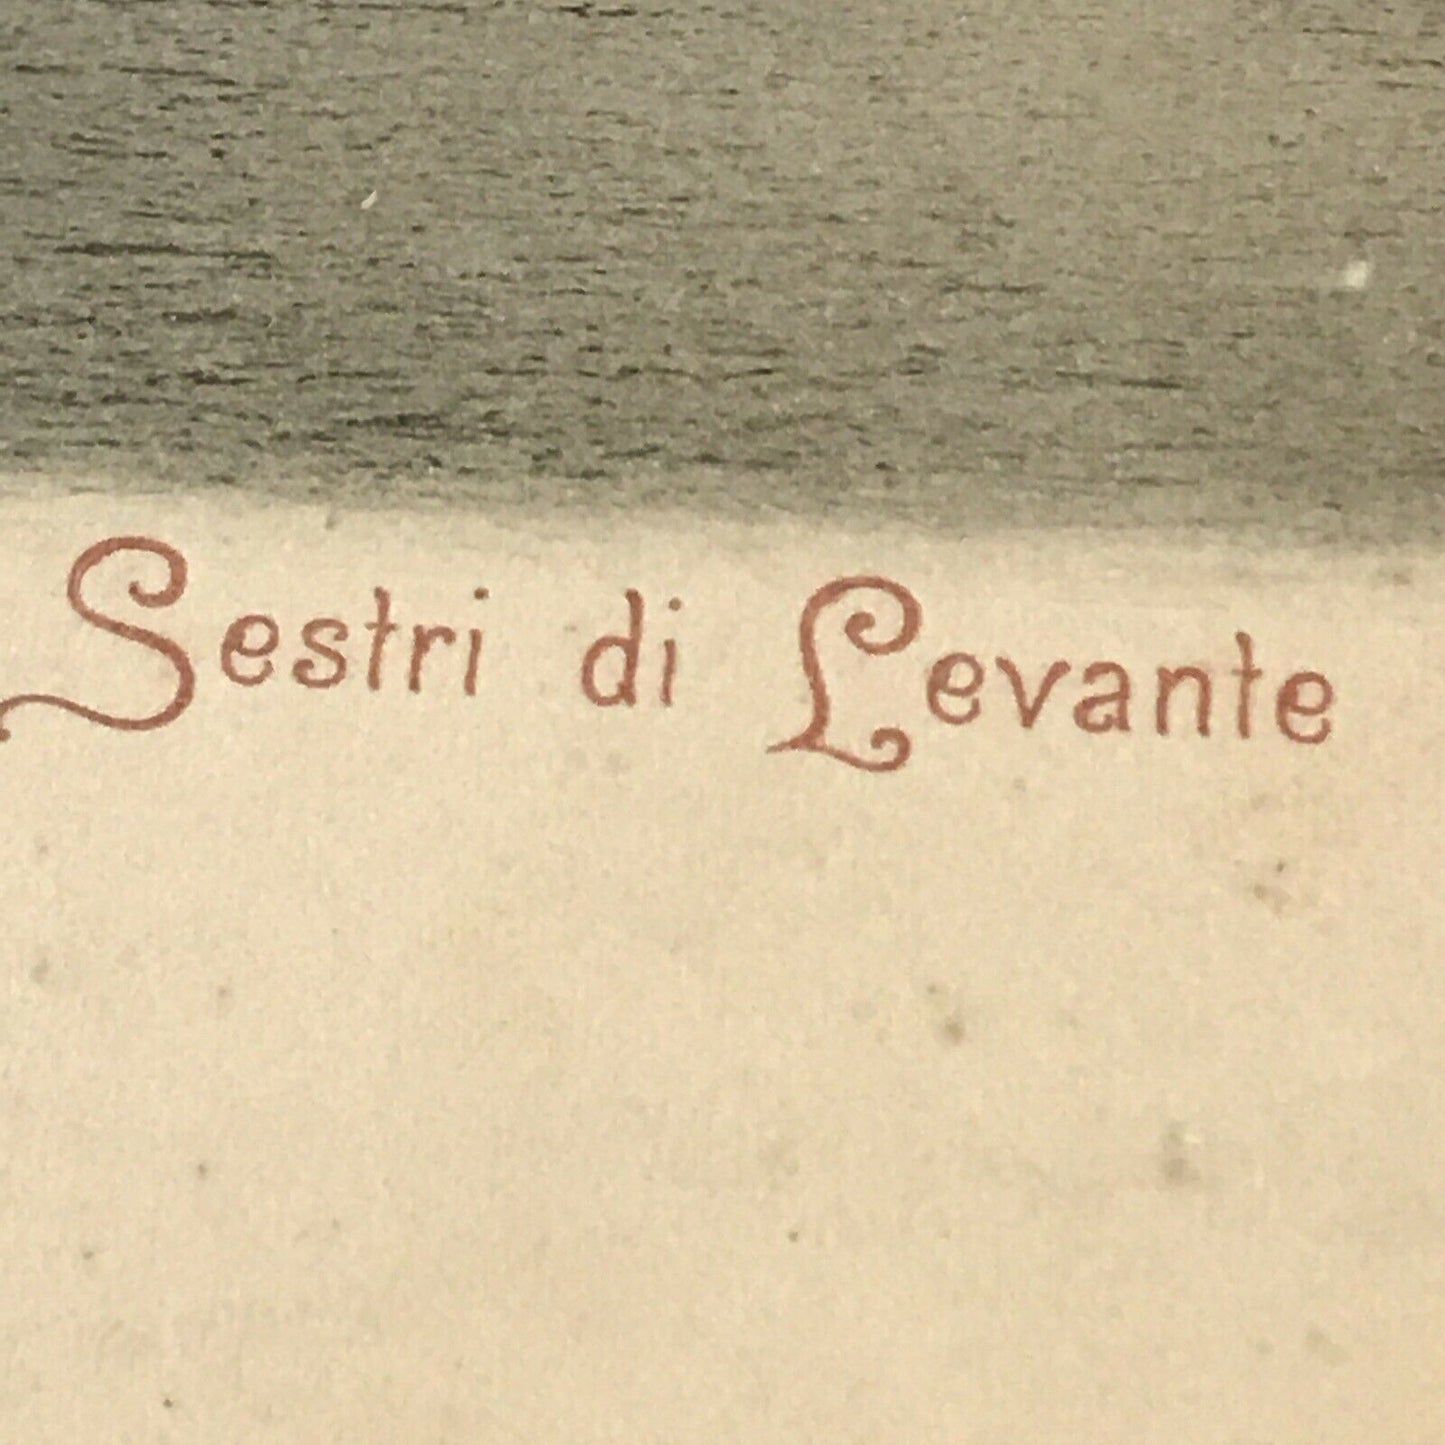 Sestri di Levante